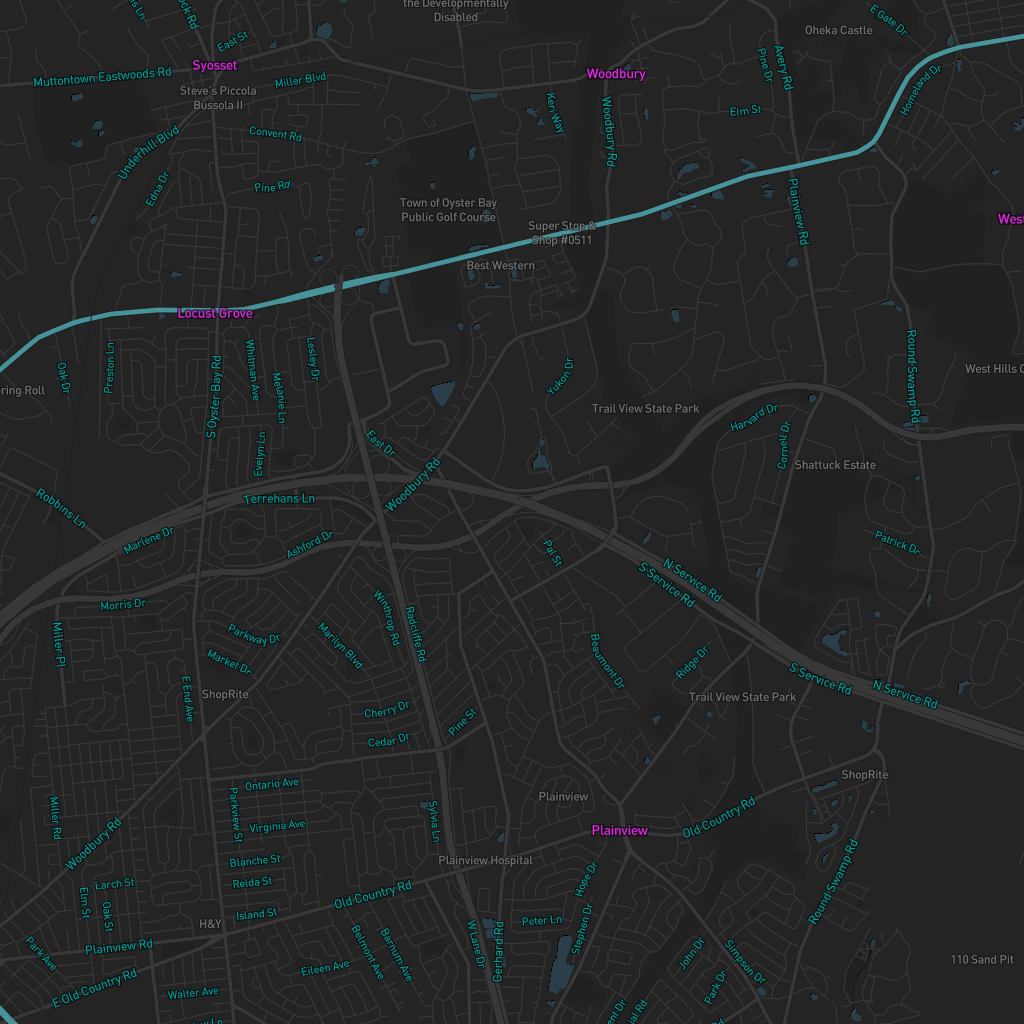 the Developmentally
Disabled
E Gate Dr
Oheka Castle
East St
Syosset
Muttontown Eastwoods Rd
Miller Blvd
Woodbury
Pine Dr
Avery Rd
Homeland Dr
Steve's Piccola
Bussola II
Keri Way
Woodbury Rd
Elm St
Underhill Blvd
Convent Rd
Edna Dr
Pine Rd
Town of Oyster Bay
Public Golf Course
Plainview Rd
West
Super Stop &
Shop #0511
Best Western
Locust Grove
Preston Ln
Oak Dr
Whitman Ave
Lesley Dr
Melanie Ln
S Oyster Bay Rd
Yukon Dr
Round Swamp Rd
West Hills C
ring Roll
Trail View State Park
Harvard Dr
Cornell Dr
Evelyn Ln
East Dr
Woodbury Rd
Shattuck Estate
Robbins Ln
Terrehans Ln
Marlene Dr
Ashford Dr
Pal St
Patrick Dr
N Service Rd
S Service Rd
Morris Dr
Winthrop Rd
Radcliffe Rd
Miller Pl
Parkway Dr
Marilyn Blvd
Market Dr
Beaumont Dr
Ridge Dr
S Service Rd
N Service Rd
ShopRite
E End Ave
Trail View State Park
Cherry Dr
Pine St
Cedar Dr
ShopRite
Ontario Ave
Plainview
Parkview St
Miller Rd
Sylvia Ln
Virginia Ave
Plainview
Old Country Rd
Woodbury Rd
Blanche St
Plainview Hospital
Relda St
Larch St
Hope Dr
Old Country Rd
Round Swamp Rd
Elm St
Oak St
Island St
H&Y
Peter Ln
Stephen Dr
Plainview Rd
Park Ave
Belmont Ave
Barnum Ave
W Lane Dr
Gerhard Rd
John Dr
Simpson Dr
110 Sand Pit
Eileen Ave
E Old Country Rd
Walter Ave
Park Dr